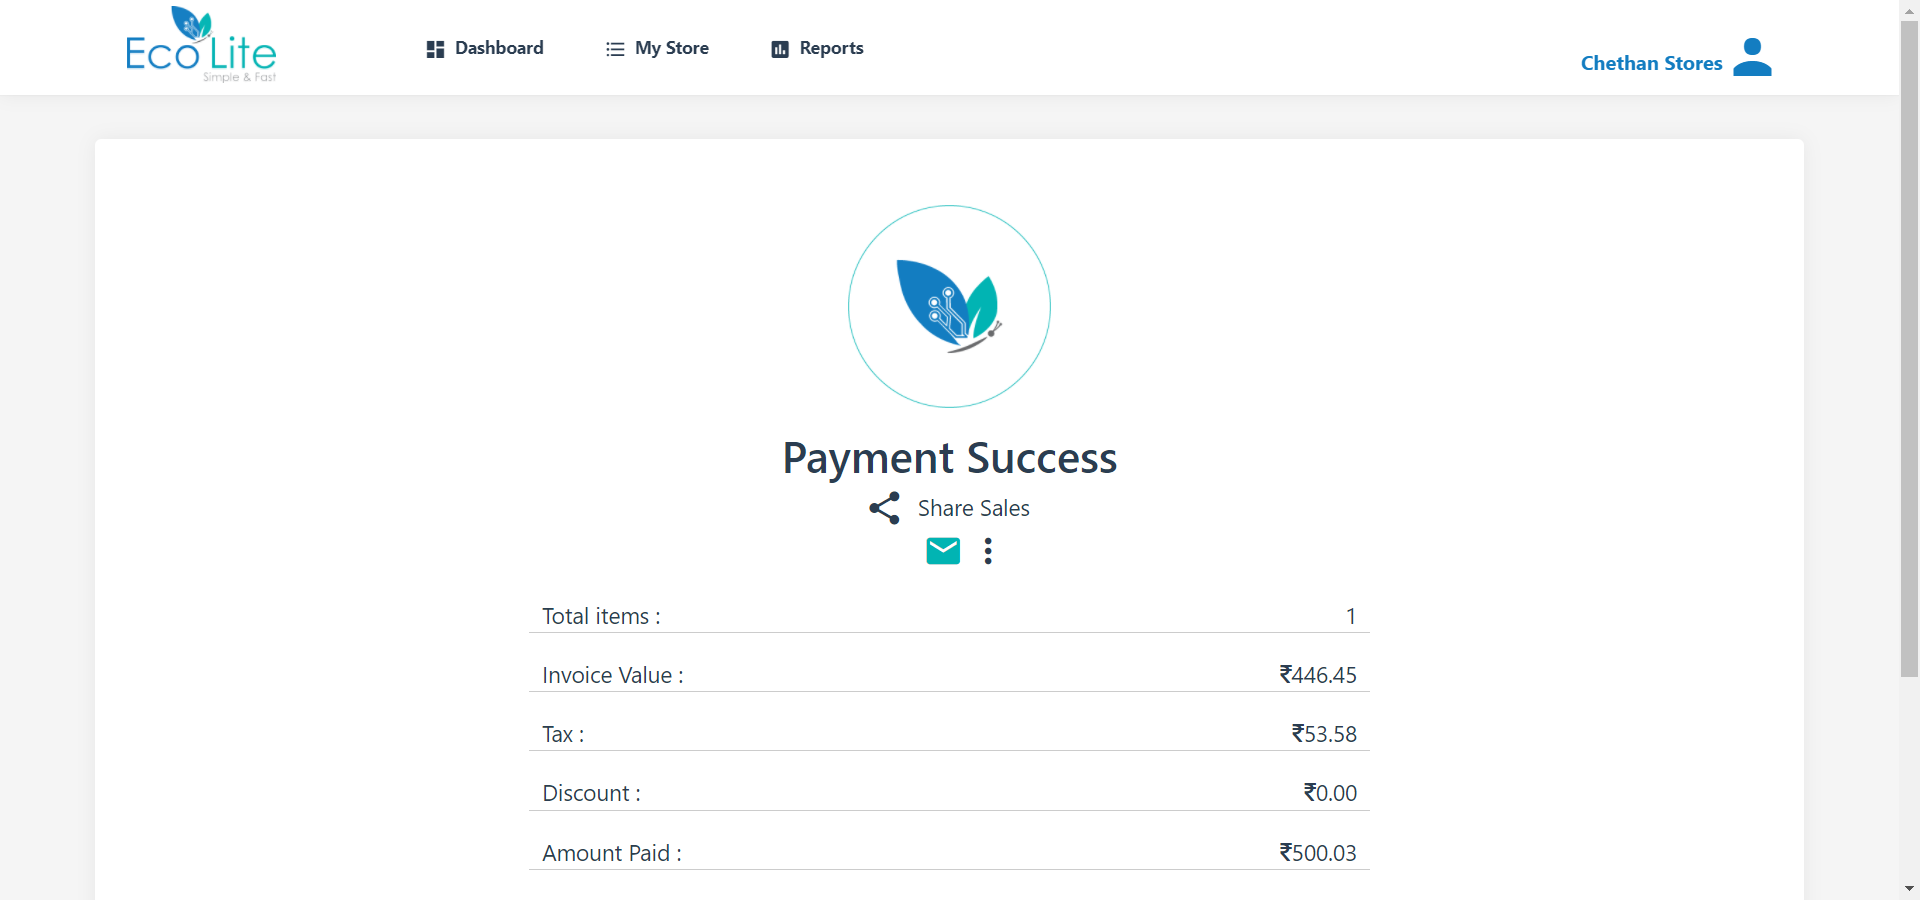 Eco Lite
Simple & Fast
Dashboard
My Store
Reports
Chethan Stores
Payment Success
Share Sales
Total items : 1
Invoice Value : ₹446.45
Tax : ₹53.58
Discount : ₹0.00
Amount Paid : ₹500.03